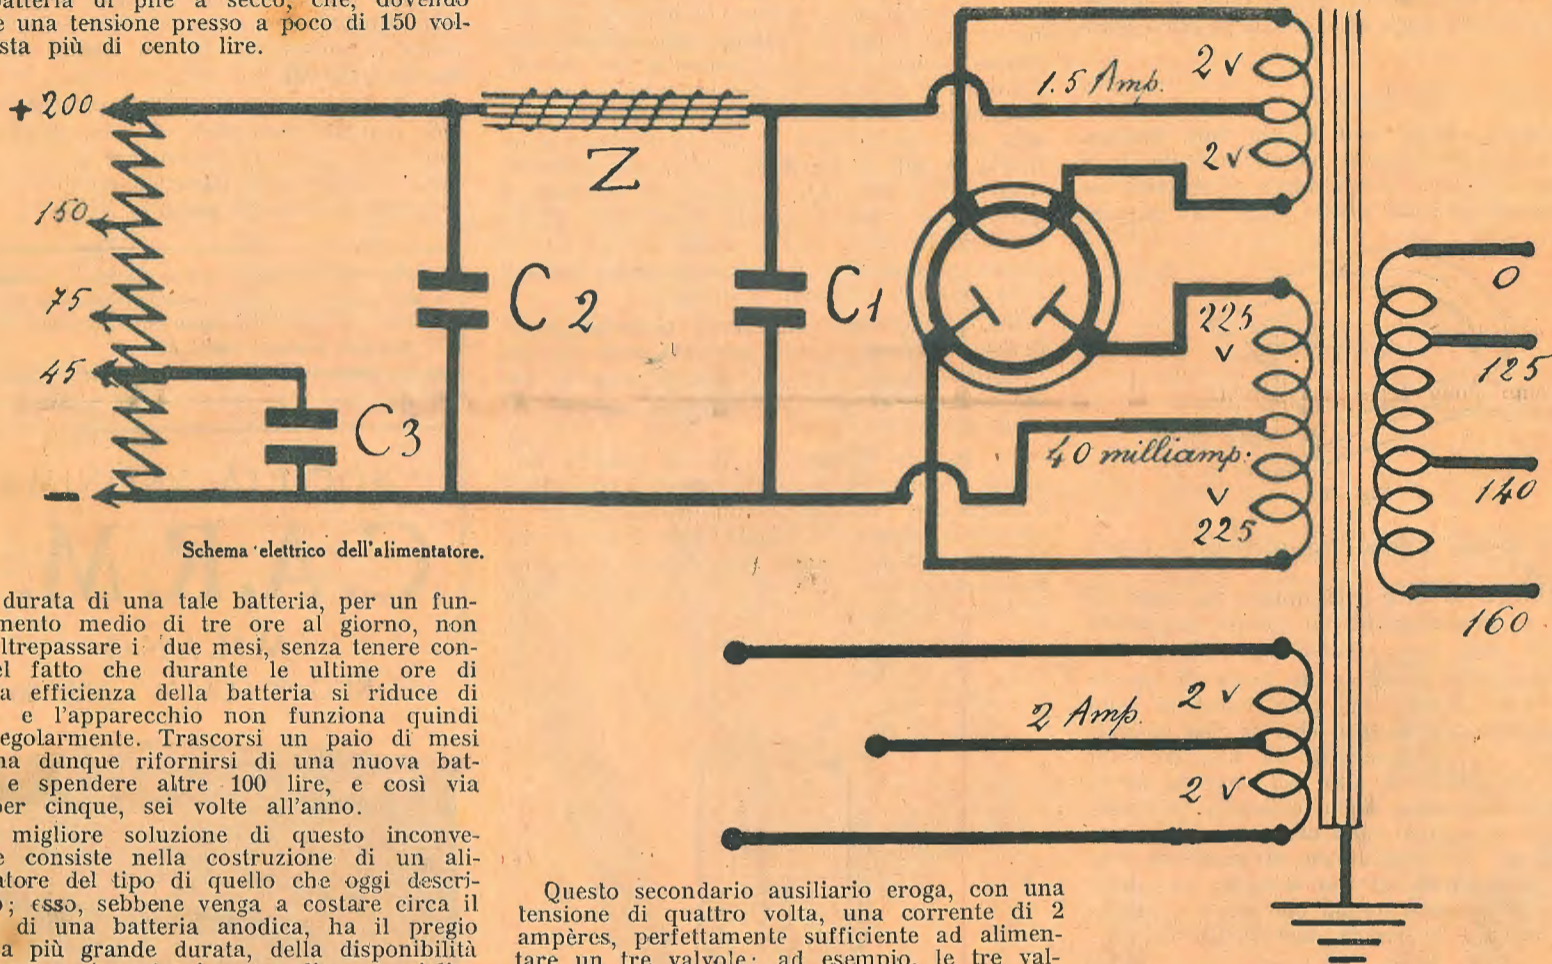 batteria di pile a secco, che, dovendo
e una tensione presso a poco di 150 vol-
sta più di cento lire.
+ 200
150
75
45
—
Z
C2
C1
C3
1.5 Amp.
2 v
2 v
225
v
40 milliamp.
v
225
0
125
140
160
2 Amp.
2 v
2 v
Schema elettrico dell'alimentatore.
durata di una tale batteria, per un fun-
mento medio di tre ore al giorno, non
ltrepassare i due mesi, senza tenere con-
el fatto che durante le ultime ore di
a efficienza della batteria si riduce di
e l'apparecchio non funziona quindi
egolarmente. Trascorsi un paio di mesi
na dunque rifornirsi di una nuova bat-
e spendere altre 100 lire, e così via
per cinque, sei volte all'anno.
migliore soluzione di questo inconve-
e consiste nella costruzione di un ali-
atore del tipo di quello che oggi descri-
o; esso, sebbene venga a costare circa il
di una batteria anodica, ha il pregio
a più grande durata, della disponibilità
Questo secondario ausiliario eroga, con una
tensione di quattro volta, una corrente di 2
ampères, perfettamente sufficiente ad alimen-
tare un tre valvole; ad esempio, le tre val-